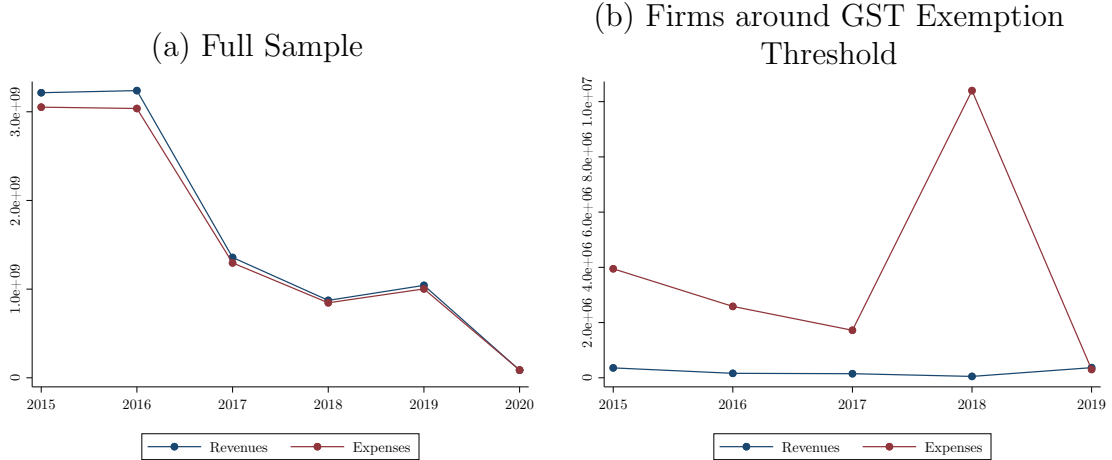 (a) Full Sample
3.0e+09
2.0e+09
1.0e+09
0
2015 2016 2017 2018 2019 2020
Revenues Expenses
(b) Firms around GST Exemption
Threshold
1.0e+07
8.0e+06
6.0e+06
4.0e+06
2.0e+06
0
2015 2016 2017 2018 2019
Revenues Expenses